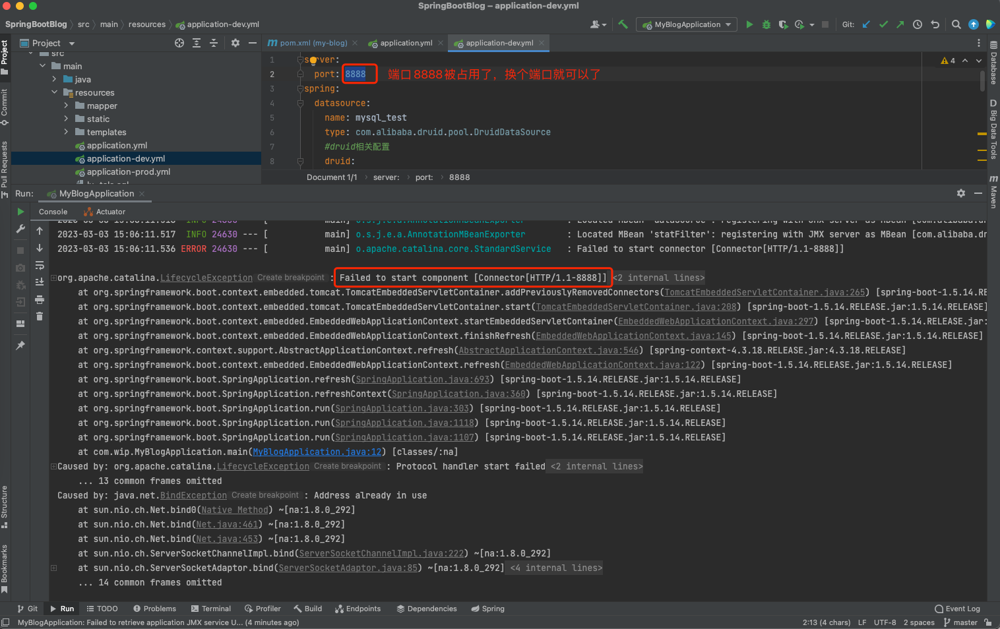 SpringBootBlog – application-dev.yml
SpringBootBlog 〉 src 〉 main 〉 resources 〉 application-dev.yml
MyBlogApplication
Git:
Project
pom.xml (my-blog)
application.yml
application-dev.yml
src
main
java
resources
mapper
static
templates
application.yml
application-dev.yml
application-prod.yml
1 server:
2 port: 8888 端口8888被占用了，换个端口就可以了
3 spring:
4 datasource:
5 name: mysql_test
6 type: com.alibaba.druid.pool.DruidDataSource
7 #druid相关配置
8 druid:
4
Document 1/1 › server: › port: › 8888
Project
Commit
Pull Requests
Structure
Bookmarks
Database
D Big Data Tools
m Maven
Run: MyBlogApplication
Console Actuator
2023-03-03 15:06:11.517 INFO 24630 --- [ main] o.s.j.e.a.AnnotationMBeanExporter : Located MBean 'statFilter': registering with JMX server as MBean [com.alibaba.dr
2023-03-03 15:06:11.536 ERROR 24630 --- [ main] o.apache.catalina.core.StandardService : Failed to start connector [Connector[HTTP/1.1-8888]]
org.apache.catalina.LifecycleException Create breakpoint : Failed to start component [Connector[HTTP/1.1-8888]] <2 internal lines>
at org.springframework.boot.context.embedded.tomcat.TomcatEmbeddedServletContainer.addPreviouslyRemovedConnectors(TomcatEmbeddedServletContainer.java:265) [spring-boot-1.5.14.RE
at org.springframework.boot.context.embedded.tomcat.TomcatEmbeddedServletContainer.start(TomcatEmbeddedServletContainer.java:208) [spring-boot-1.5.14.RELEASE.jar:1.5.14.RELEASE]
at org.springframework.boot.context.embedded.EmbeddedWebApplicationContext.startEmbeddedServletContainer(EmbeddedWebApplicationContext.java:297) [spring-boot-1.5.14.RELEASE.jar:
at org.springframework.boot.context.embedded.EmbeddedWebApplicationContext.finishRefresh(EmbeddedWebApplicationContext.java:145) [spring-boot-1.5.14.RELEASE.jar:1.5.14.RELEASE]
at org.springframework.context.support.AbstractApplicationContext.refresh(AbstractApplicationContext.java:546) [spring-context-4.3.18.RELEASE.jar:4.3.18.RELEASE]
at org.springframework.boot.context.embedded.EmbeddedWebApplicationContext.refresh(EmbeddedWebApplicationContext.java:122) [spring-boot-1.5.14.RELEASE.jar:1.5.14.RELEASE]
at org.springframework.boot.SpringApplication.refresh(SpringApplication.java:693) [spring-boot-1.5.14.RELEASE.jar:1.5.14.RELEASE]
at org.springframework.boot.SpringApplication.refreshContext(SpringApplication.java:360) [spring-boot-1.5.14.RELEASE.jar:1.5.14.RELEASE]
at org.springframework.boot.SpringApplication.run(SpringApplication.java:303) [spring-boot-1.5.14.RELEASE.jar:1.5.14.RELEASE]
at org.springframework.boot.SpringApplication.run(SpringApplication.java:1118) [spring-boot-1.5.14.RELEASE.jar:1.5.14.RELEASE]
at org.springframework.boot.SpringApplication.run(SpringApplication.java:1107) [spring-boot-1.5.14.RELEASE.jar:1.5.14.RELEASE]
at com.wip.MyBlogApplication.main(MyBlogApplication.java:12) [classes/:na]
Caused by: org.apache.catalina.LifecycleException Create breakpoint : Protocol handler start failed <2 internal lines>
... 13 common frames omitted
Caused by: java.net.BindException Create breakpoint : Address already in use
at sun.nio.ch.Net.bind0(Native Method) ~[na:1.8.0_292]
at sun.nio.ch.Net.bind(Net.java:461) ~[na:1.8.0_292]
at sun.nio.ch.Net.bind(Net.java:453) ~[na:1.8.0_292]
at sun.nio.ch.ServerSocketChannelImpl.bind(ServerSocketChannelImpl.java:222) ~[na:1.8.0_292]
at sun.nio.ch.ServerSocketAdaptor.bind(ServerSocketAdaptor.java:85) ~[na:1.8.0_292] <4 internal lines>
... 14 common frames omitted
Git Run TODO Problems Terminal Profiler Build Endpoints Dependencies Spring Event Log
MyBlogApplication: Failed to retrieve application JMX service U... (4 minutes ago) 2:13 (4 chars) LF UTF-8 2 spaces master